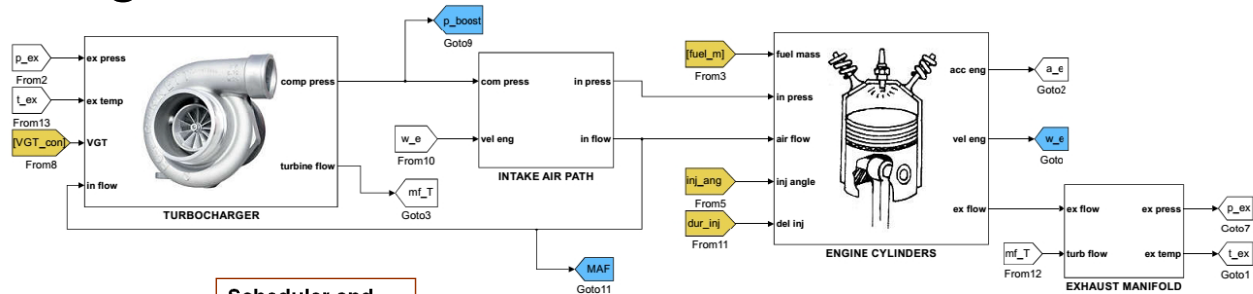 p_ex
From2
t_ex
From13
[VGT_con]
From8
ex press
ex temp
VGT
in flow
comp press
turbine flow
TURBOCHARGER
p_boost
Goto9
mf_T
Goto3
w_e
From10
com press
vel eng
in press
in flow
INTAKE AIR PATH
MAF
Goto11
[fuel_m]
From3
inj_ang
From5
dur_inj
From11
fuel mass
in press
air flow
inj angle
del inj
acc eng
vel eng
ex flow
ENGINE CYLINDERS
a_e
Goto2
w_e
Goto
mf_T
From12
ex flow
turb flow
ex press
ex temp
EXHAUST MANIFOLD
p_ex
Goto7
t_ex
Goto1
Scheduler and